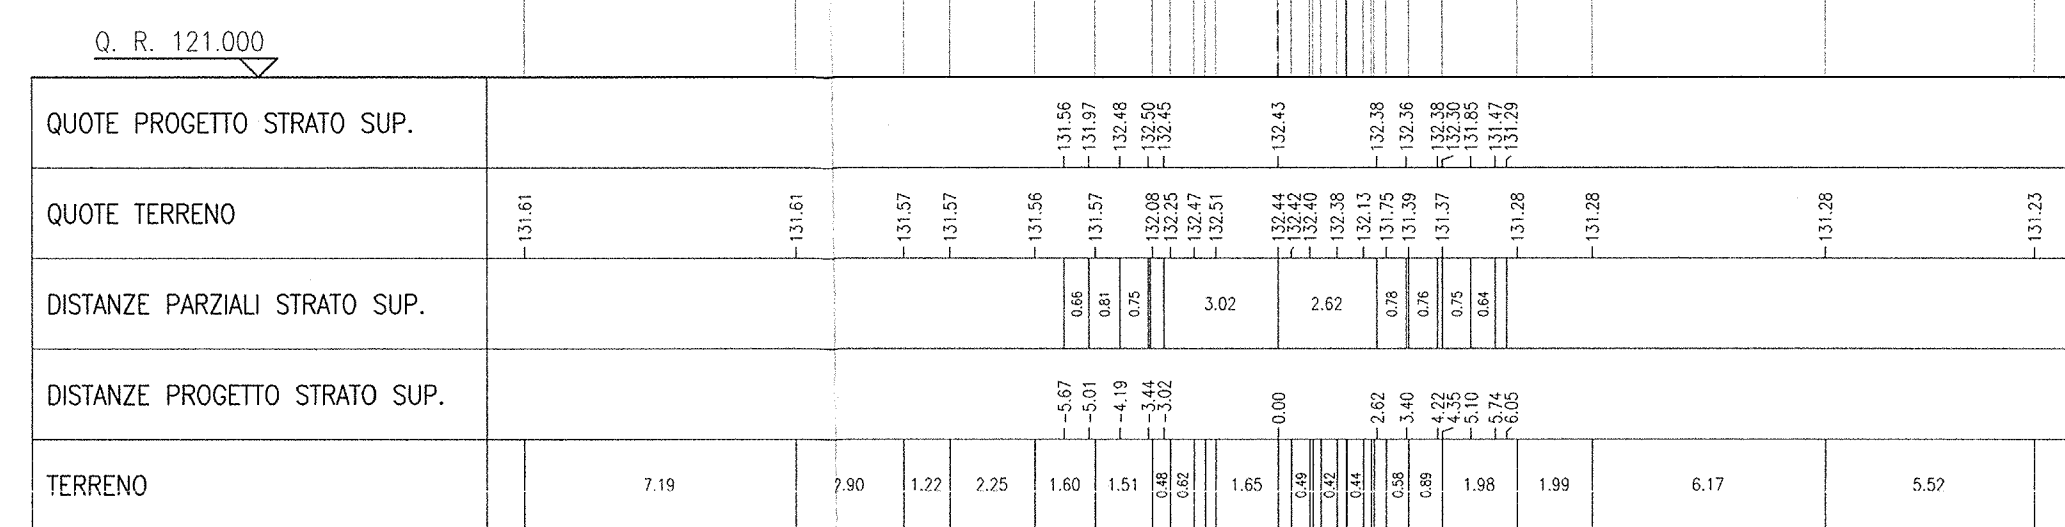 Q. R. 121.000
QUOTE PROGETTO STRATO SUP. 131.56 131.97 132.48 132.50 132.45 132.43 132.38 132.36 132.38 132.30 131.85 131.47 131.29
QUOTE TERRENO 131.61 131.61 131.57 131.57 131.56 131.57 132.08 132.25 132.47 132.51 132.44 132.42 132.40 132.38 132.13 131.75 131.39 131.37 131.28 131.28 131.28 131.23
DISTANZE PARZIALI STRATO SUP. 0.66 0.81 0.75 3.02 2.62 0.78 0.76 0.75 0.64
DISTANZE PROGETTO STRATO SUP. -5.67 -5.01 -4.19 -3.44 -3.02 0.00 2.62 3.40 4.22 4.35 5.10 5.74 6.05
TERRENO 7.19 2.90 1.22 2.25 1.60 1.51 0.48 0.62 1.65 0.49 0.42 0.44 0.58 0.89 1.98 1.99 6.17 5.52